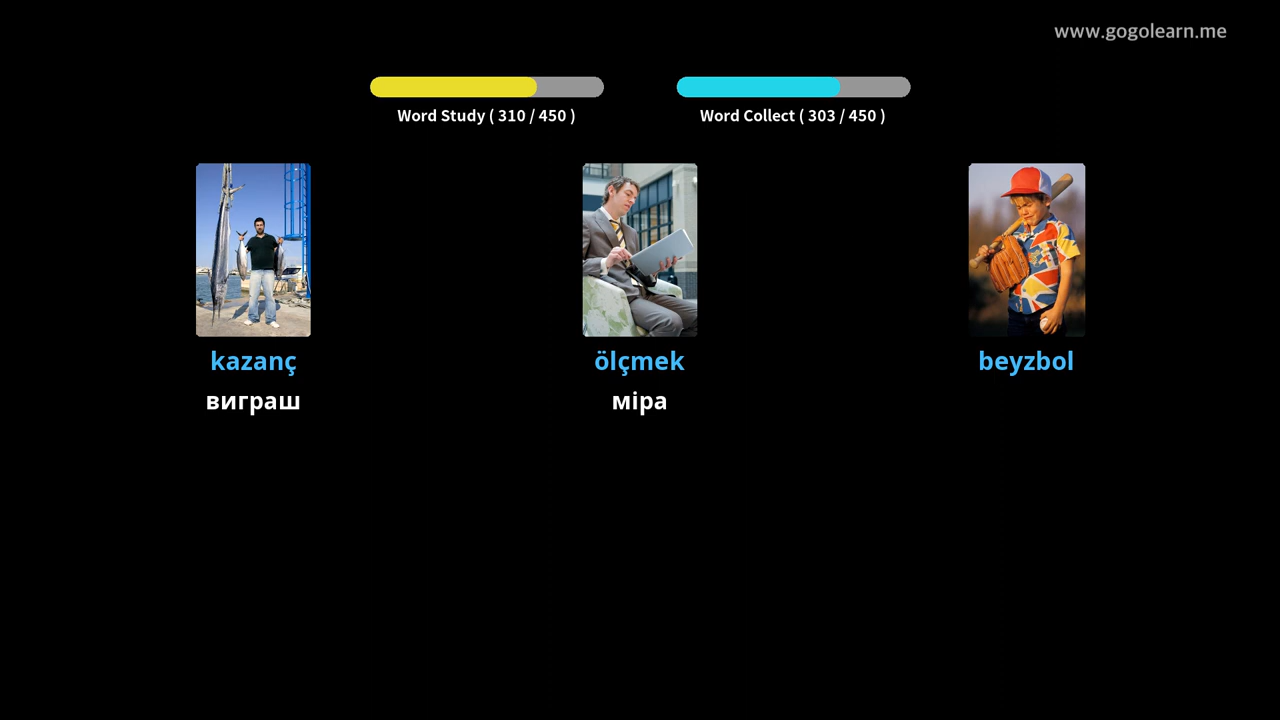 www.gogolearn.me
Word Study ( 310 / 450 )
Word Collect ( 303 / 450 )
kazanç
ölçmek
beyzbol
виграш
міра